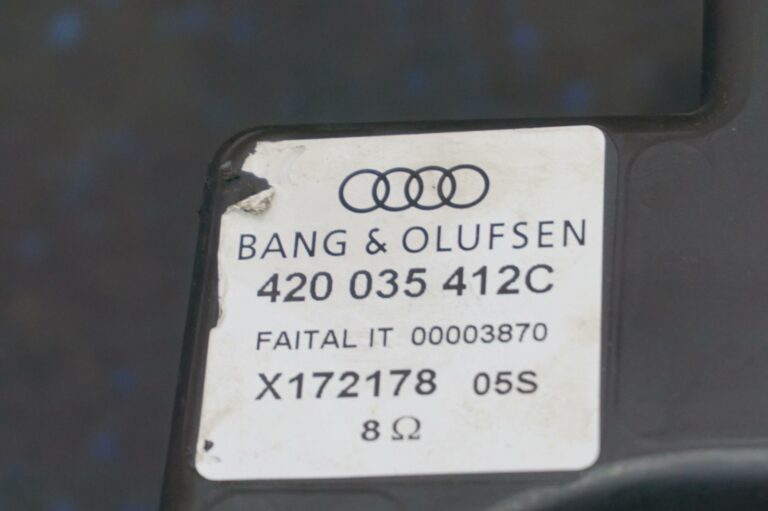 BANG & OLUFSEN
420 035 412C
FAITAL IT 00003870
X172178 05S
8 Ω